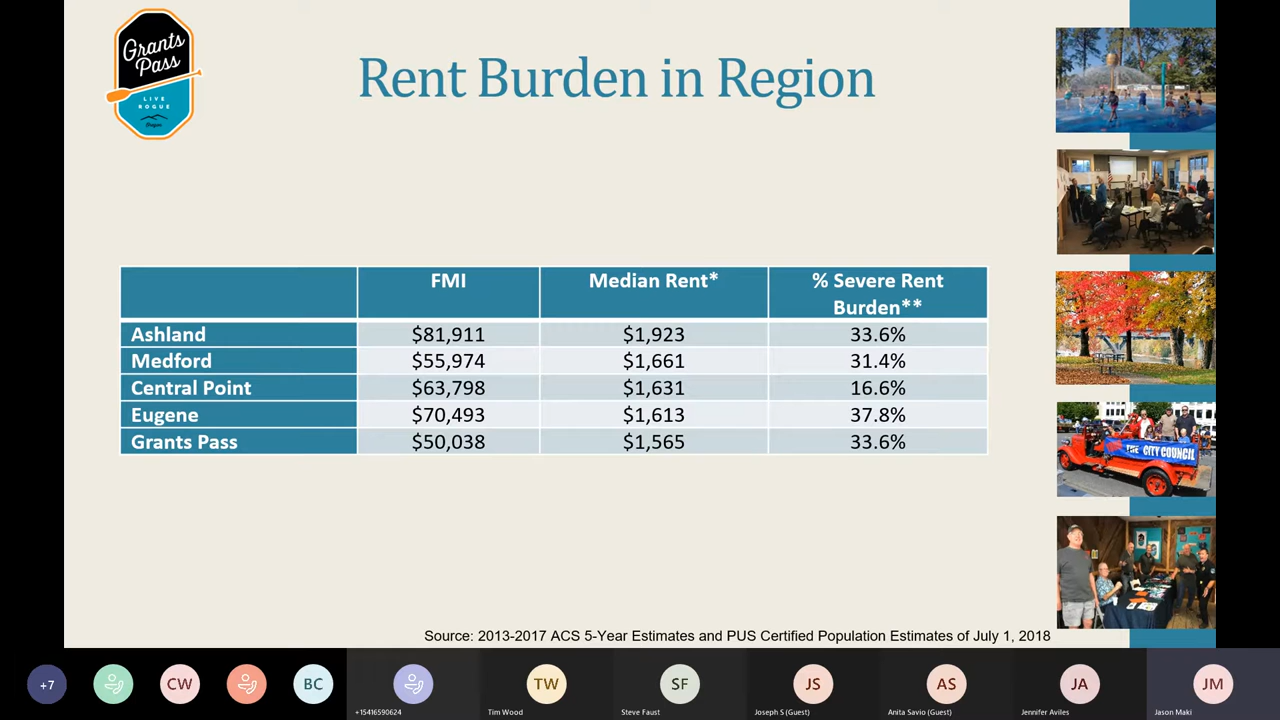 Grants
Pass
LIVE
ROGUE
Oregon
Rent Burden in Region
FMI Median Rent* % Severe Rent Burden**
Ashland $81,911 $1,923 33.6%
Medford $55,974 $1,661 31.4%
Central Point $63,798 $1,631 16.6%
Eugene $70,493 $1,613 37.8%
Grants Pass $50,038 $1,565 33.6%
THE CITY COUNCIL
Source: 2013-2017 ACS 5-Year Estimates and PUS Certified Population Estimates of July 1, 2018
+7 CW BC TW SF JS AS JA JM
+15416590624 Tim Wood Steve Faust Joseph S (Guest) Anita Savio (Guest) Jennifer Aviles Jason Maki